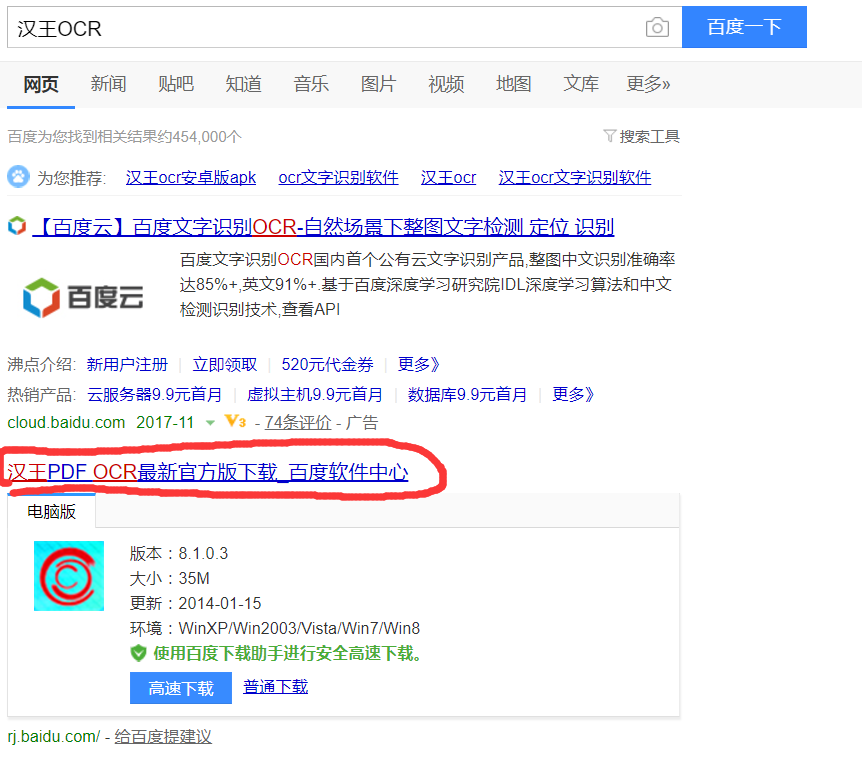 汉王OCR 百度一下
网页 新闻 贴吧 知道 音乐 图片 视频 地图 文库 更多»
百度为您找到相关结果约454,000个 搜索工具
为您推荐: 汉王ocr安卓版apk ocr文字识别软件 汉王ocr 汉王ocr文字识别软件
【百度云】百度文字识别OCR-自然场景下整图文字检测 定位 识别
百度文字识别OCR国内首个公有云文字识别产品,整图中文识别准确率
达85%+,英文91%+.基于百度深度学习研究院IDL深度学习算法和中文
百度云
检测识别技术,查看API
沸点介绍: 新用户注册 | 立即领取 | 520元代金券 | 更多》
热销产品: 云服务器9.9元首月 | 虚拟主机9.9元首月 | 数据库9.9元首月 | 更多》
cloud.baidu.com 2017-11 V3 - 74条评价 - 广告
汉王PDF OCR最新官方版下载_百度软件中心
电脑版
版本：8.1.0.3
大小：35M
更新：2014-01-15
环境：WinXP/Win2003/Vista/Win7/Win8
使用百度下载助手进行安全高速下载。
高速下载 普通下载
rj.baidu.com/ - 给百度提建议